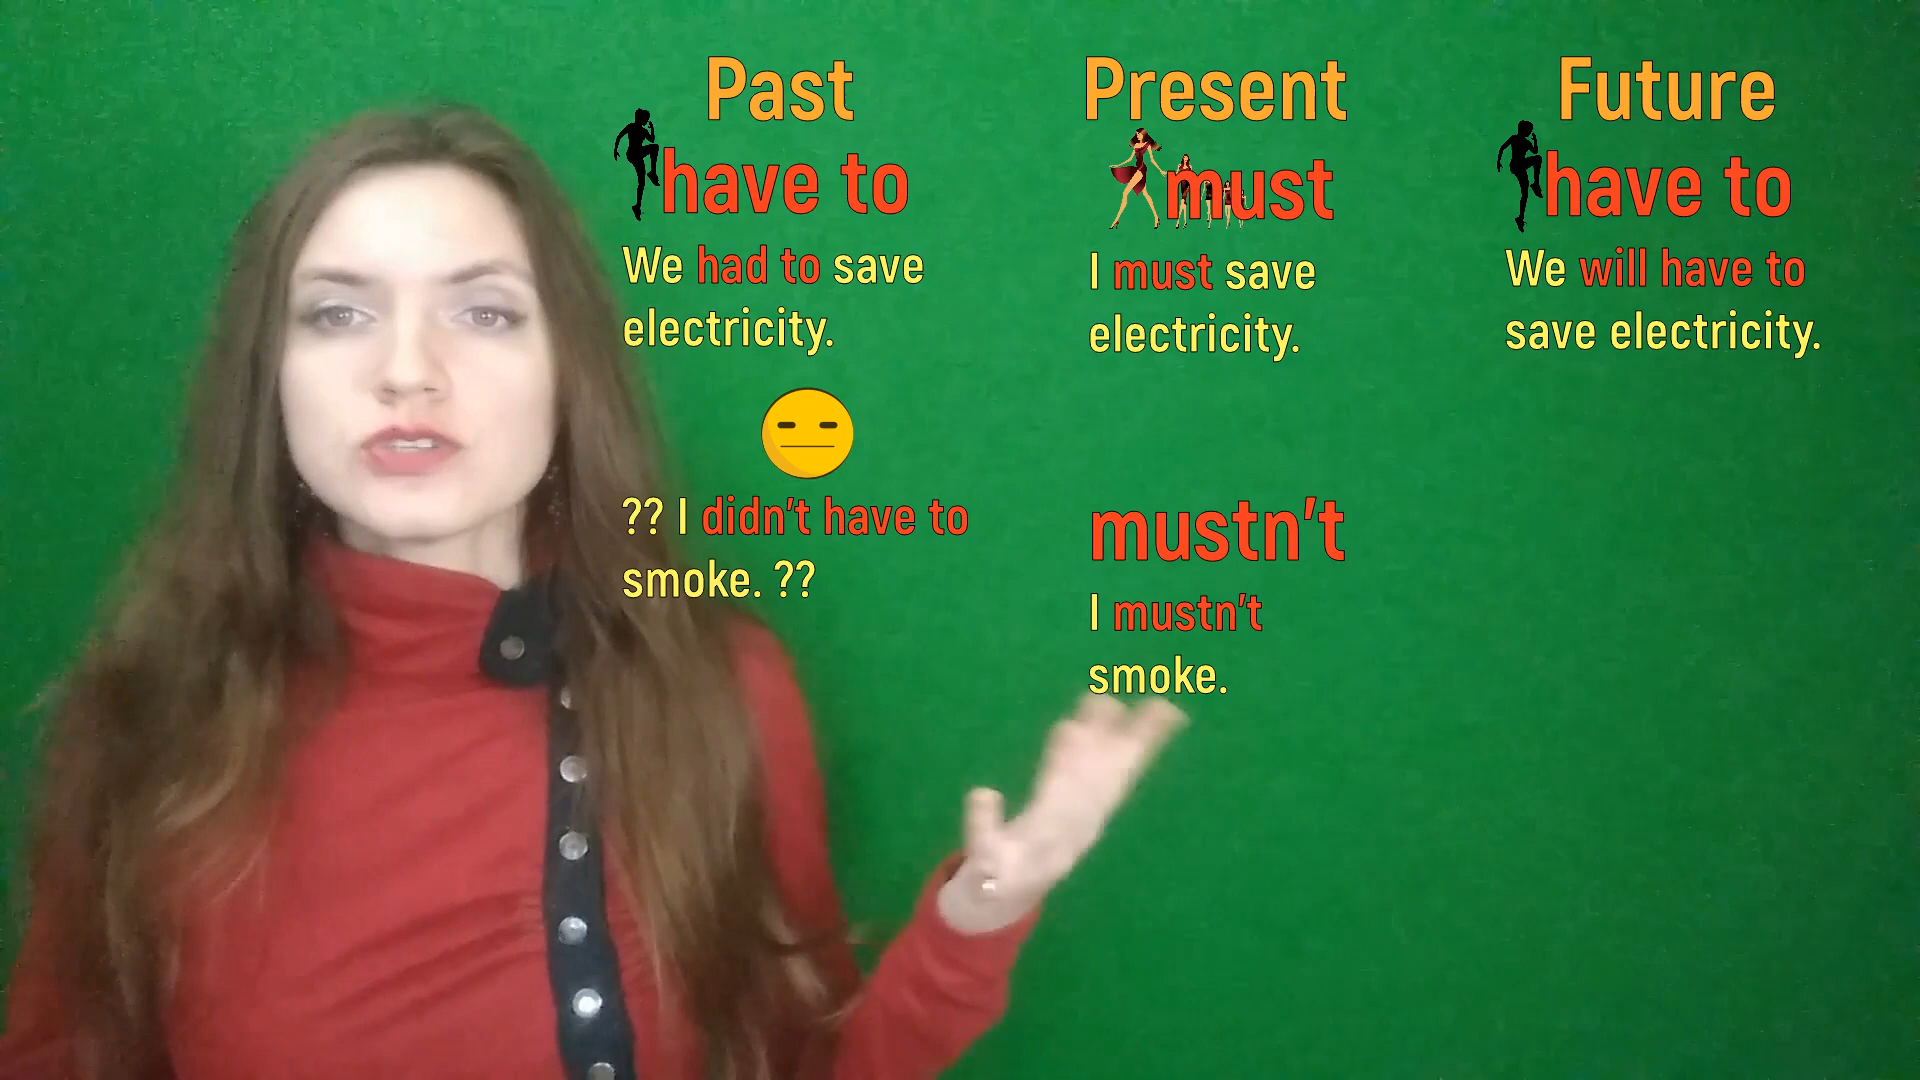 Past
have to
We had to save
electricity.
?? I didn't have to
smoke. ??
Present
must
I must save
electricity.
mustn't
I mustn't
smoke.
Future
have to
We will have to
save electricity.